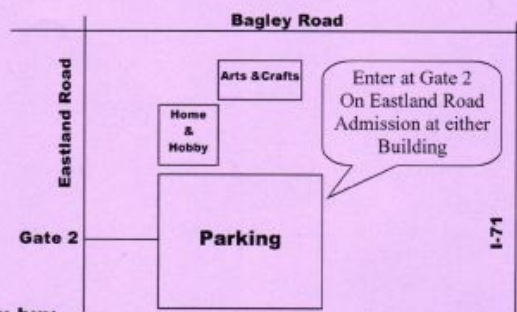 Bagley Road
Eastland Road
Arts &Crafts
Home
&
Hobby
Enter at Gate 2
On Eastland Road
Admission at either
Building
Gate 2
Parking
I-71